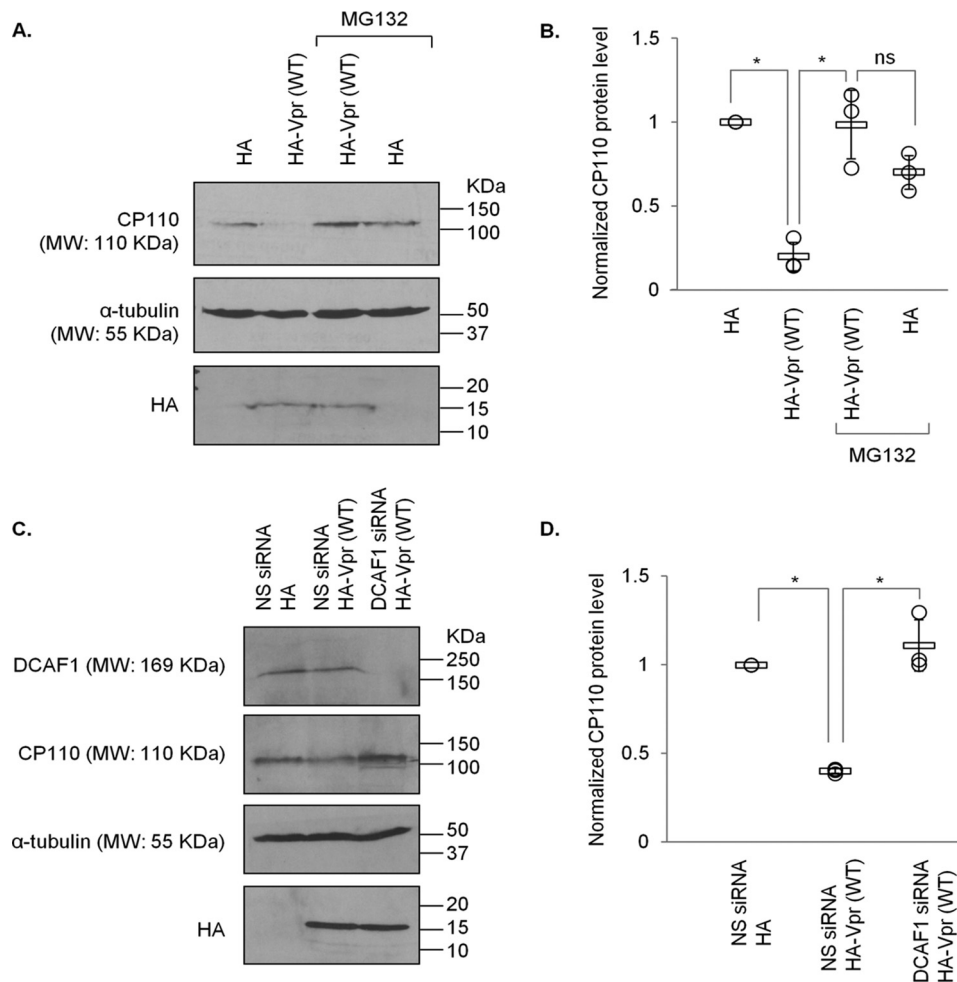 A.
MG132
HA
HA-Vpr (WT)
HA-Vpr (WT)
HA
KDa
CP110
(MW: 110 KDa)
150
100
α-tubulin
(MW: 55 KDa)
50
37
HA
20
15
10
B.
Normalized CP110 protein level
1.5
1
0.5
0
*
*
ns
HA
HA-Vpr (WT)
HA-Vpr (WT)
HA
MG132
C.
NS siRNA
HA
NS siRNA
HA-Vpr (WT)
DCAF1 siRNA
HA-Vpr (WT)
KDa
DCAF1 (MW: 169 KDa)
250
150
CP110 (MW: 110 KDa)
150
100
α-tubulin (MW: 55 KDa)
50
37
HA
20
15
10
D.
Normalized CP110 protein level
1.5
1
0.5
0
*
*
NS siRNA
HA
NS siRNA
HA-Vpr (WT)
DCAF1 siRNA
HA-Vpr (WT)